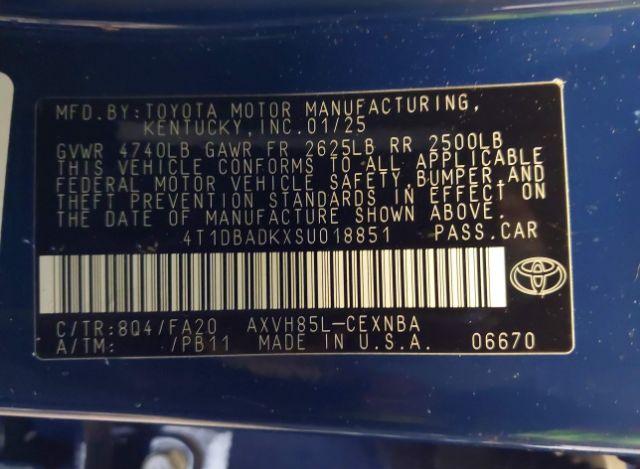 MFD.BY:TOYOTA MOTOR MANUFACTURING,
KENTUCKY,INC.01/25
GVWR 4740LB GAWR FR 2625LB RR 2500LB
THIS VEHICLE CONFORMS TO ALL APPLICABLE
FEDERAL MOTOR VEHICLE SAFETY,BUMPER,AND
THEFT PREVENTION STANDARDS IN EFFECT ON
THE DATE OF MANUFACTURE SHOWN ABOVE.
4T1DBADKXSU018851 PASS.CAR
C/TR:8Q4/FA20 AXVH85L-CEXNBA
A/TM: /PB11 MADE IN U.S.A. 06670